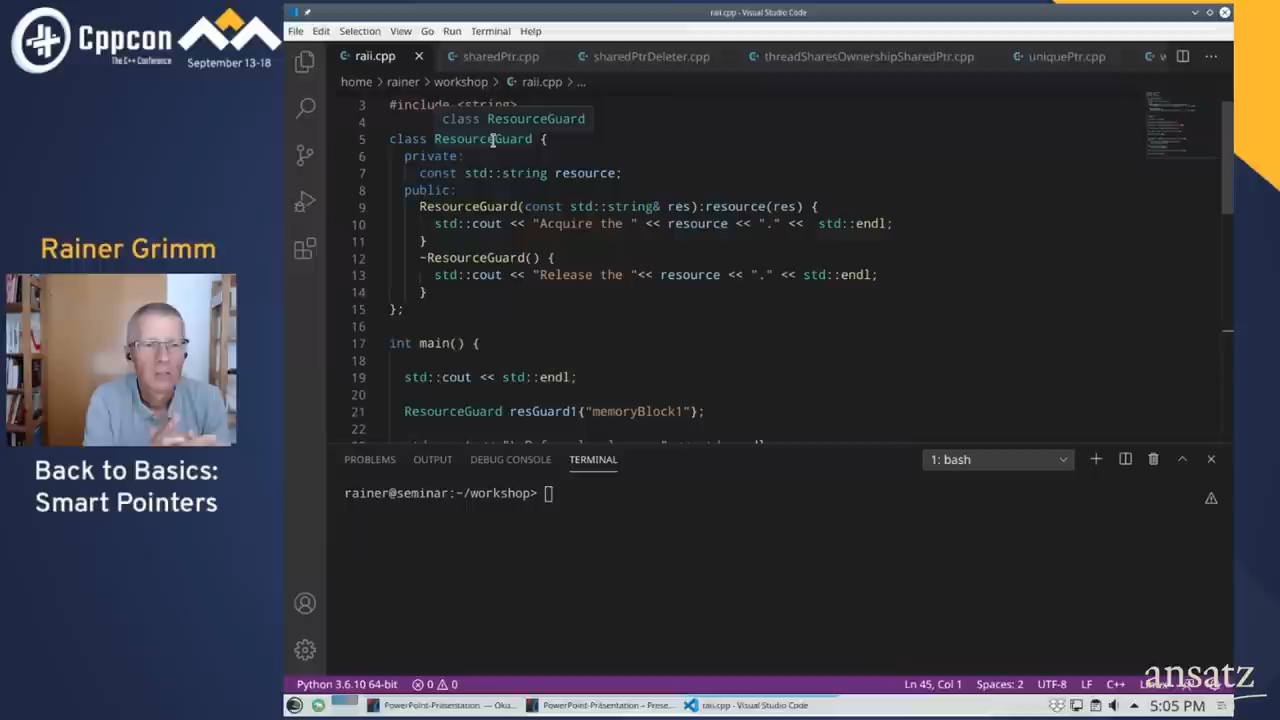 Cppcon
The C++ Conference
September 13-18
Rainer Grimm
Back to Basics:
Smart Pointers
raii.cpp - Visual Studio Code
File Edit Selection View Go Run Terminal Help
raii.cpp sharedPtr.cpp sharedPtrDeleter.cpp threadSharesOwnershipSharedPtr.cpp uniquePtr.cpp
home > rainer > workshop > raii.cpp > ...
3 #include <string>
class ResourceGuard
4
5 class ResourceGuard {
6 private:
7 const std::string resource;
8 public:
9 ResourceGuard(const std::string& res):resource(res) {
10 std::cout << "Acquire the " << resource << "." << std::endl;
11 }
12 ~ResourceGuard() {
13 std::cout << "Release the "<< resource << "." << std::endl;
14 }
15 };
16
17 int main() {
18
19 std::cout << std::endl;
20
21 ResourceGuard resGuard1{"memoryBlock1"};
22
PROBLEMS OUTPUT DEBUG CONSOLE TERMINAL 1: bash
rainer@seminar:~/workshop>
Python 3.6.10 64-bit 0 0 Ln 45, Col 1 Spaces: 2 UTF-8 LF C++
ansatz
PowerPoint-Präsentation — Oku... PowerPoint-Präsentation - Prese... raii.cpp - Visual Studio Code 5:05 PM